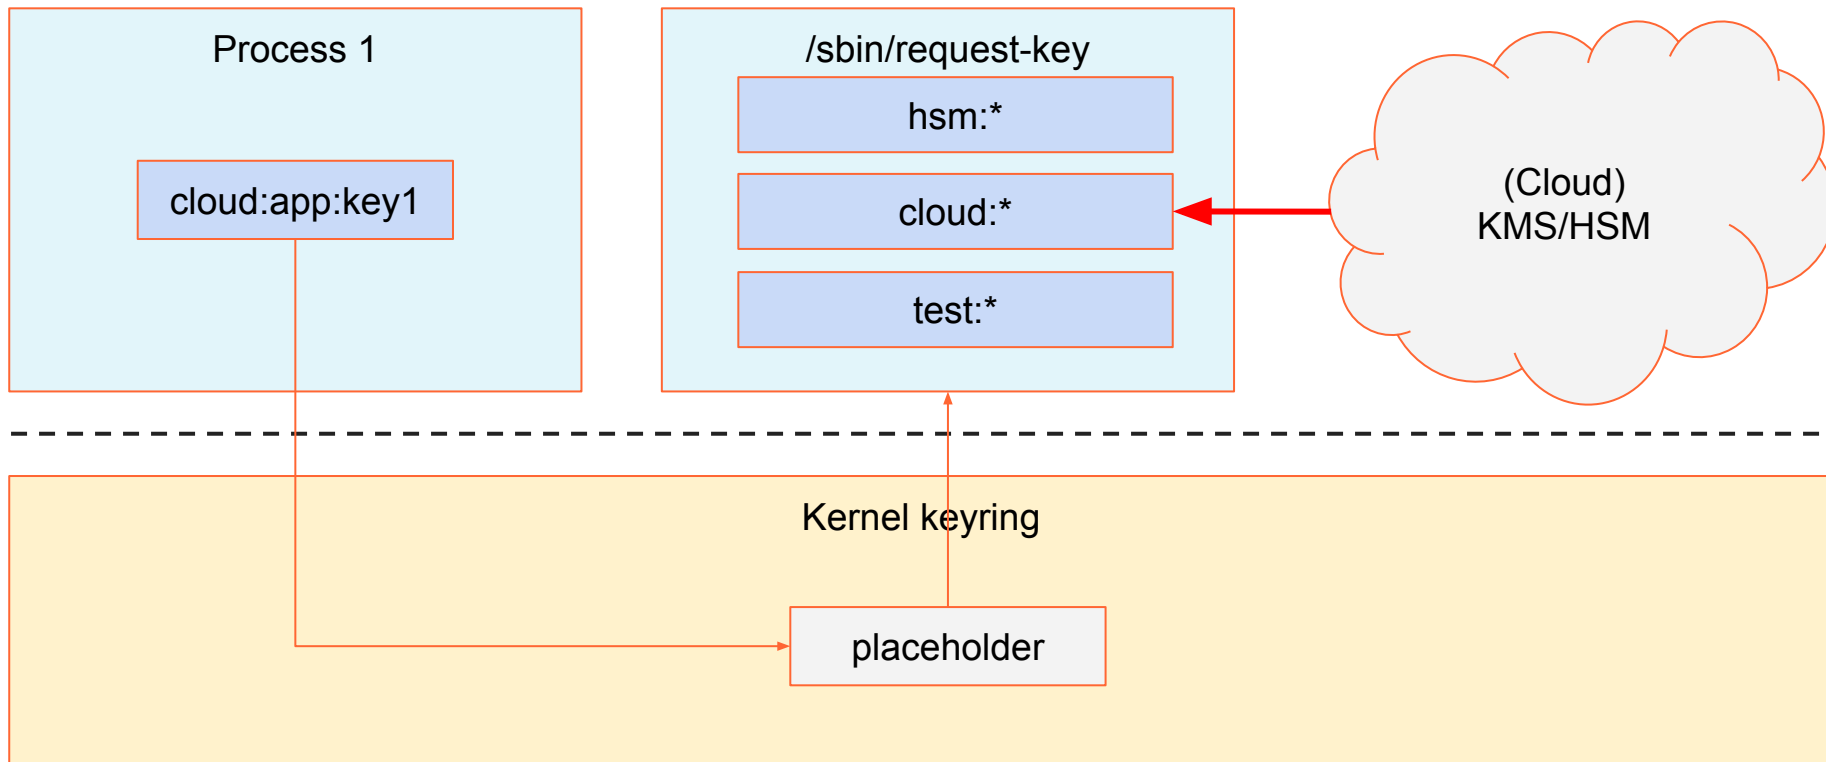 Process 1
cloud:app:key1
/sbin/request-key
hsm:*
cloud:*
test:*
(Cloud)
KMS/HSM
Kernel keyring
placeholder